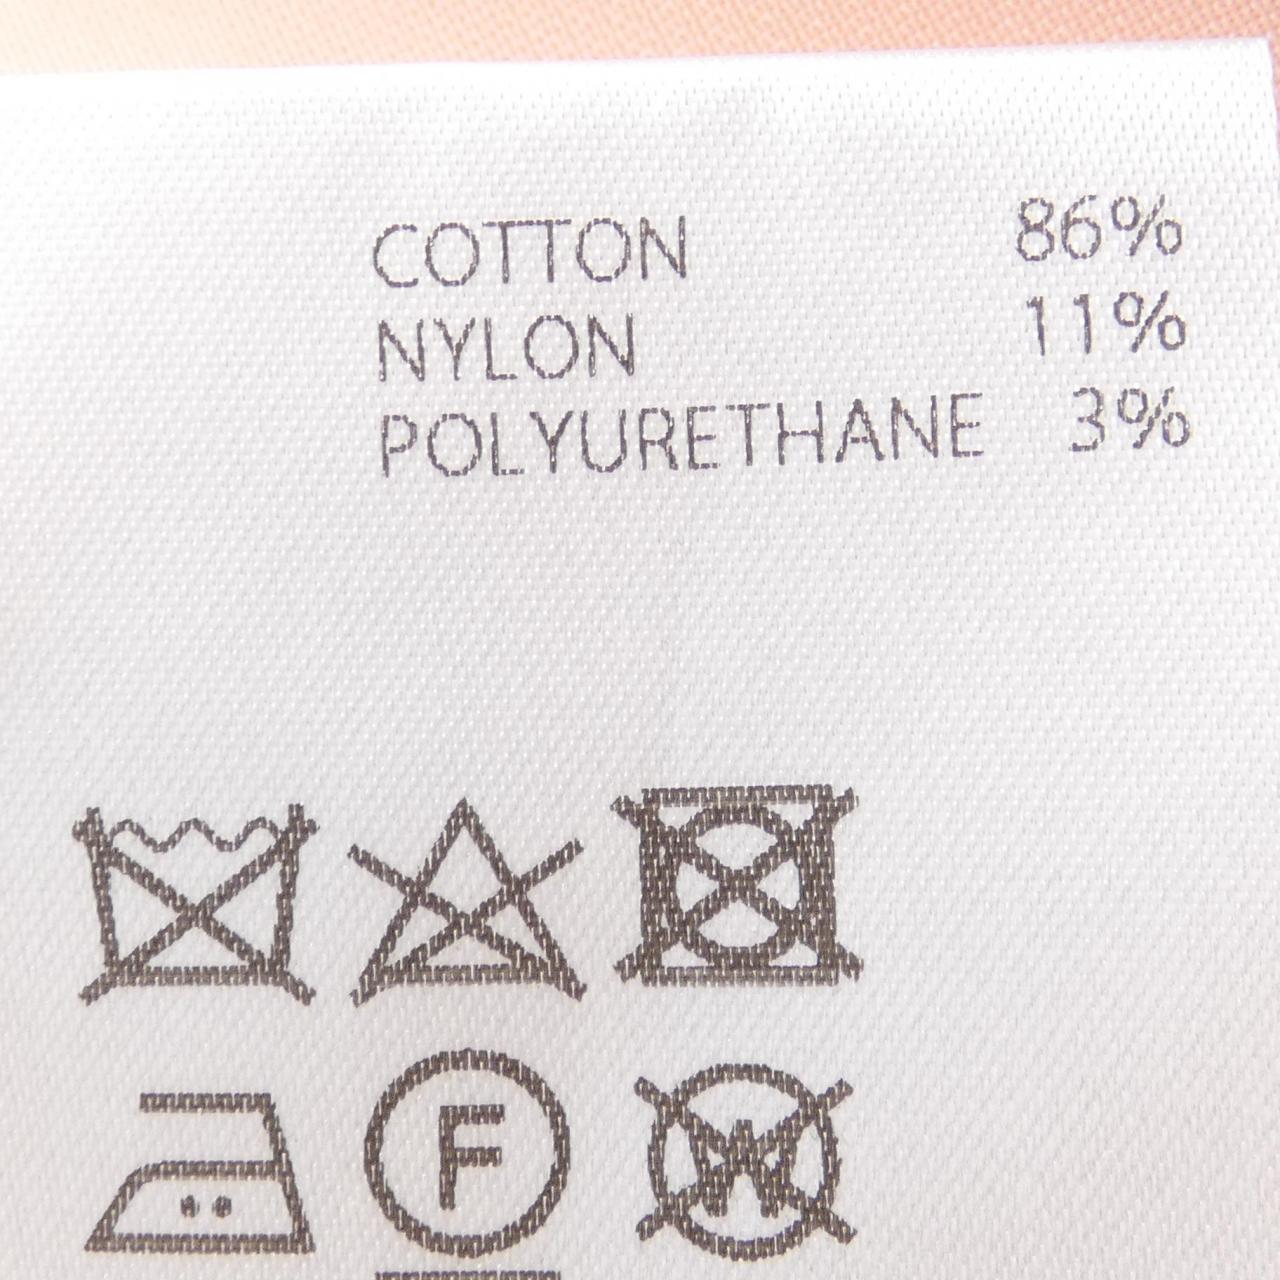 COTTON 86%
NYLON 11%
POLYURETHANE 3%
F
W